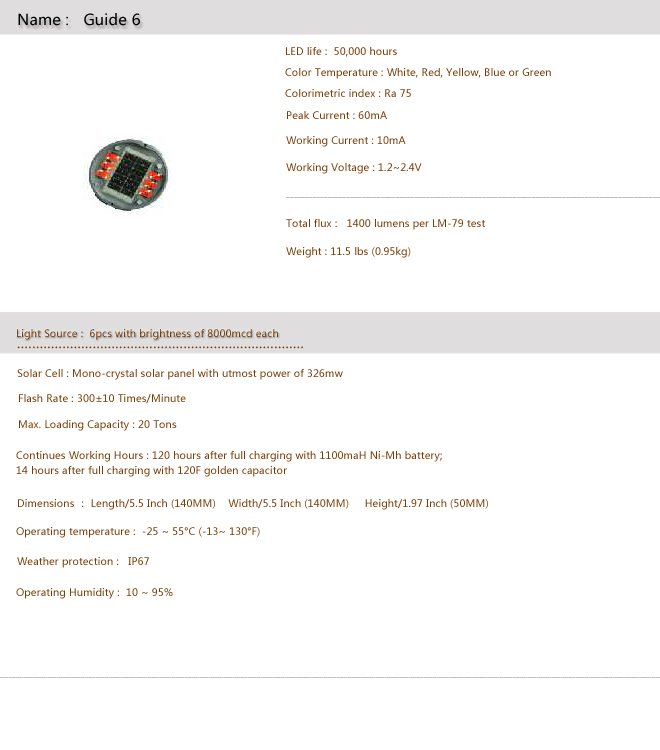 Name : Guide 6
LED life : 50,000 hours
Color Temperature : White, Red, Yellow, Blue or Green
Colorimetric index : Ra 75
Peak Current : 60mA
Working Current : 10mA
Working Voltage : 1.2~2.4V
Total flux : 1400 lumens per LM-79 test
Weight : 11.5 lbs (0.95kg)
Light Source : 6pcs with brightness of 8000mcd each
Solar Cell : Mono-crystal solar panel with utmost power of 326mw
Flash Rate : 300±10 Times/Minute
Max. Loading Capacity : 20 Tons
Continues Working Hours : 120 hours after full charging with 1100maH Ni-Mh battery;
14 hours after full charging with 120F golden capacitor
Dimensions : Length/5.5 Inch (140MM) Width/5.5 Inch (140MM) Height/1.97 Inch (50MM)
Operating temperature : -25 ~ 55°C (-13~ 130°F)
Weather protection : IP67
Operating Humidity : 10 ~ 95%